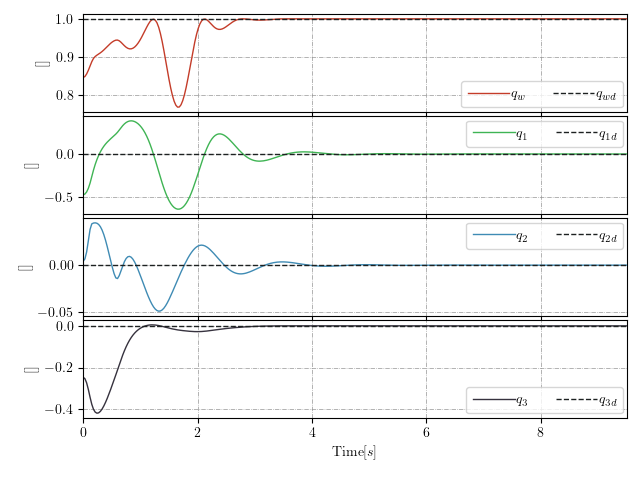 1.0
0.9
0.8
[]
q_w q_wd
0.0
−0.5
[]
q_1 q_1d
0.00
−0.05
[]
q_2 q_2d
0.0
−0.2
−0.4
[]
q_3 q_3d
0 2 4 6 8
Time[s]